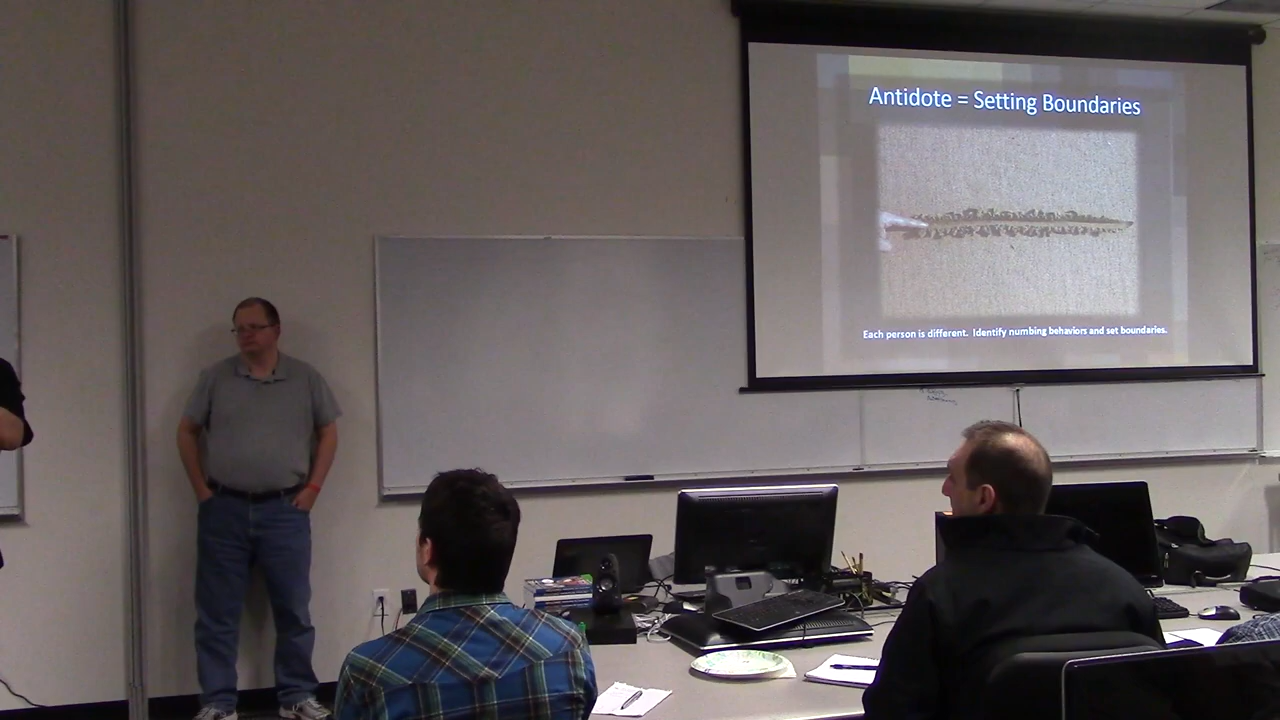 Antidote = Setting Boundaries
Each person is different. Identify numbing behaviors and set boundaries.